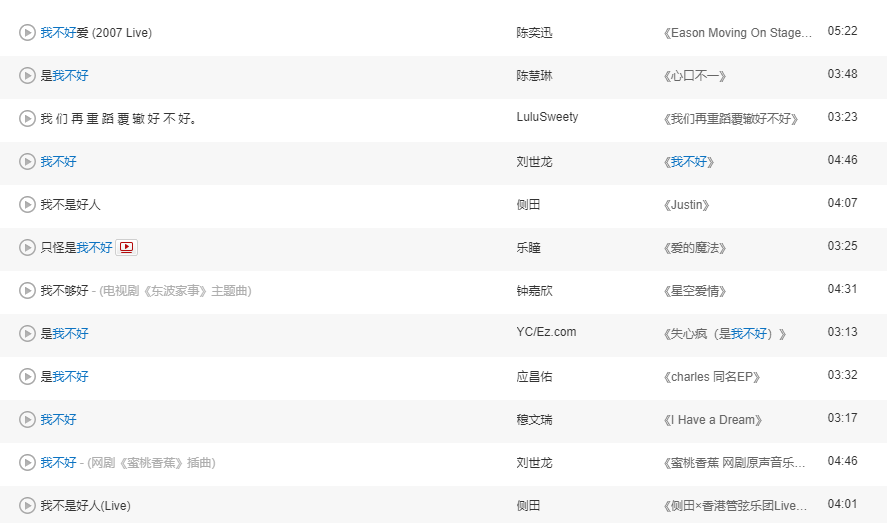 我不好爱 (2007 Live) 陈奕迅 《Eason Moving On Stage... 05:22
是我不好 陈慧琳 《心口不一》 03:48
我 们 再 重 蹈 覆 辙 好 不 好。 LuluSweety 《我们再重蹈覆辙好不好》 03:23
我不好 刘世龙 《我不好》 04:46
我不是好人 侧田 《Justin》 04:07
只怪是我不好 乐瞳 《爱的魔法》 03:25
我不够好 - (电视剧《东波家事》主题曲) 钟嘉欣 《星空爱情》 04:31
是我不好 YC/Ez.com 《失心疯（是我不好）》 03:13
是我不好 应昌佑 《charles 同名EP》 03:32
我不好 穆文瑞 《I Have a Dream》 03:17
我不好 - (网剧《蜜桃香蕉》插曲) 刘世龙 《蜜桃香蕉 网剧原声音乐... 04:46
我不是好人(Live) 侧田 《侧田×香港管弦乐团Live... 04:01